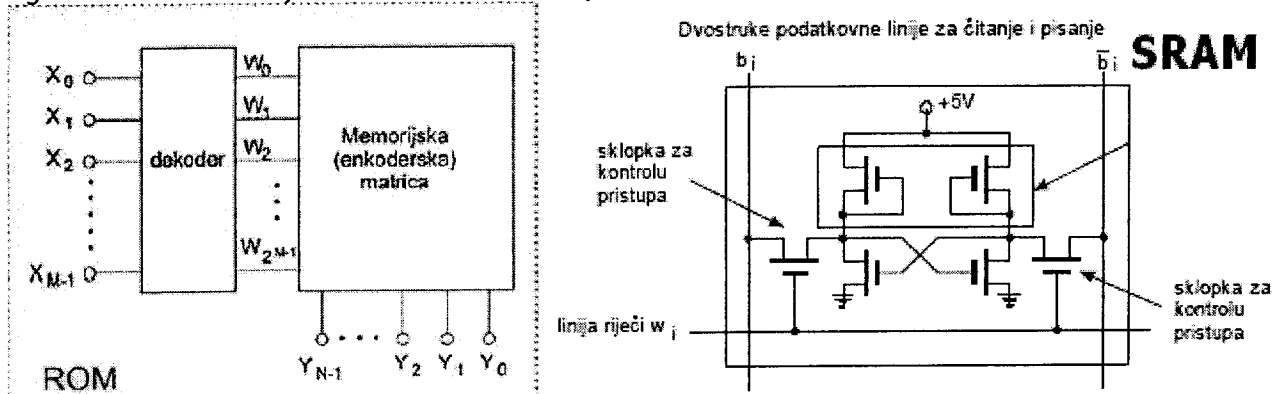 X0
X1
X2
XM-1
dekoder
W0
W1
W2
W2M-1
Memorijska
(enkoderska)
matrica
YN-1
Y2
Y1
Y0
ROM
Dvostruke podatkovne linije za čitanje i pisanje
bi
b̅i
SRAM
+5V
sklopka za
kontrolu
pristupa
sklopka za
kontrolu
pristupa
linija riječi wi